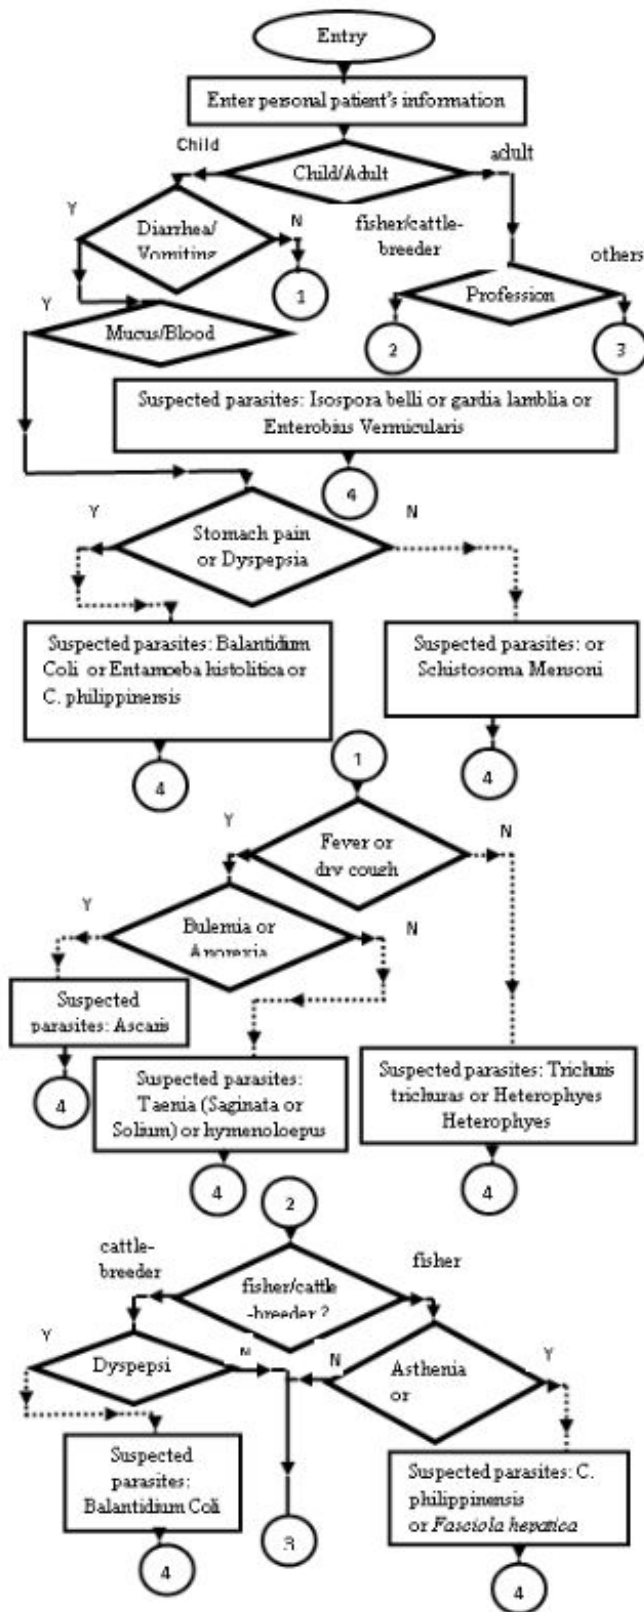 Entry
Enter personal patient's information
Child
adult
Child/Adult
Y
Diarrhea/
Vomiting
N
fisher/cattle-
breeder
others
Profession
1
2
3
Y
Mucus/Blood
Suspected parasites: Isospora belli or gardia lamblia or
Enterobius Vermicularis
4
Y
Stomach pain
or Dyspepsia
N
Suspected parasites: Balantidium
Coli or Entamoeba histolitica or
C. philippinensis
Suspected parasites: or
Schistosoma Mensoni
4
4
1
Y
Fever or
dry cough
N
Y
Bulemia or
Anorexia
N
Suspected
parasites: Ascaris
Suspected parasites:
Taenia (Saginata or
Solium) or hymenoloepus
Suspected parasites: Trichuris
trichuras or Heterophyes
Heterophyes
4
4
4
2
cattle-
breeder
fisher
fisher/cattle
-breeder ?
Y
Dyspepsi
N
N
Asthenia
or
Y
Suspected
parasites:
Balantidium Coli
Suspected parasites: C.
philippinensis
or Fasciola hepatica
3
4
4